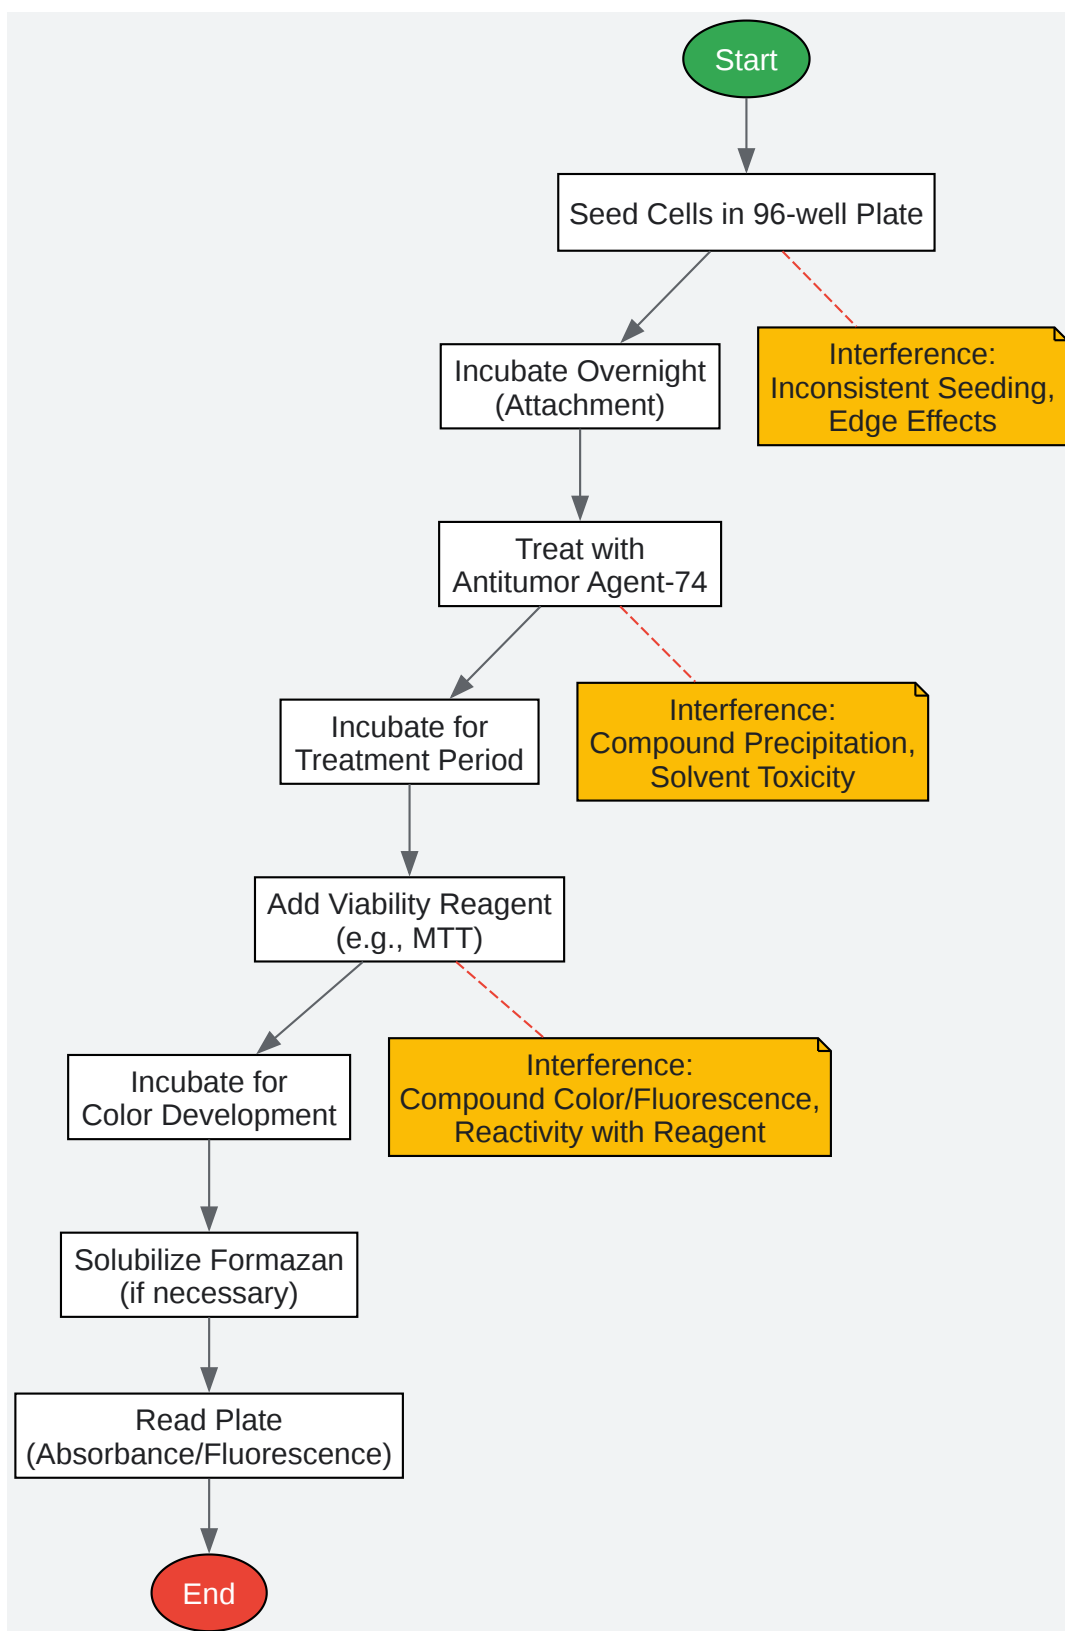 Start
Seed Cells in 96-well Plate
Interference:
Inconsistent Seeding,
Edge Effects
Incubate Overnight
(Attachment)
Treat with
Antitumor Agent-74
Interference:
Compound Precipitation,
Solvent Toxicity
Incubate for
Treatment Period
Add Viability Reagent
(e.g., MTT)
Interference:
Compound Color/Fluorescence,
Reactivity with Reagent
Incubate for
Color Development
Solubilize Formazan
(if necessary)
Read Plate
(Absorbance/Fluorescence)
End